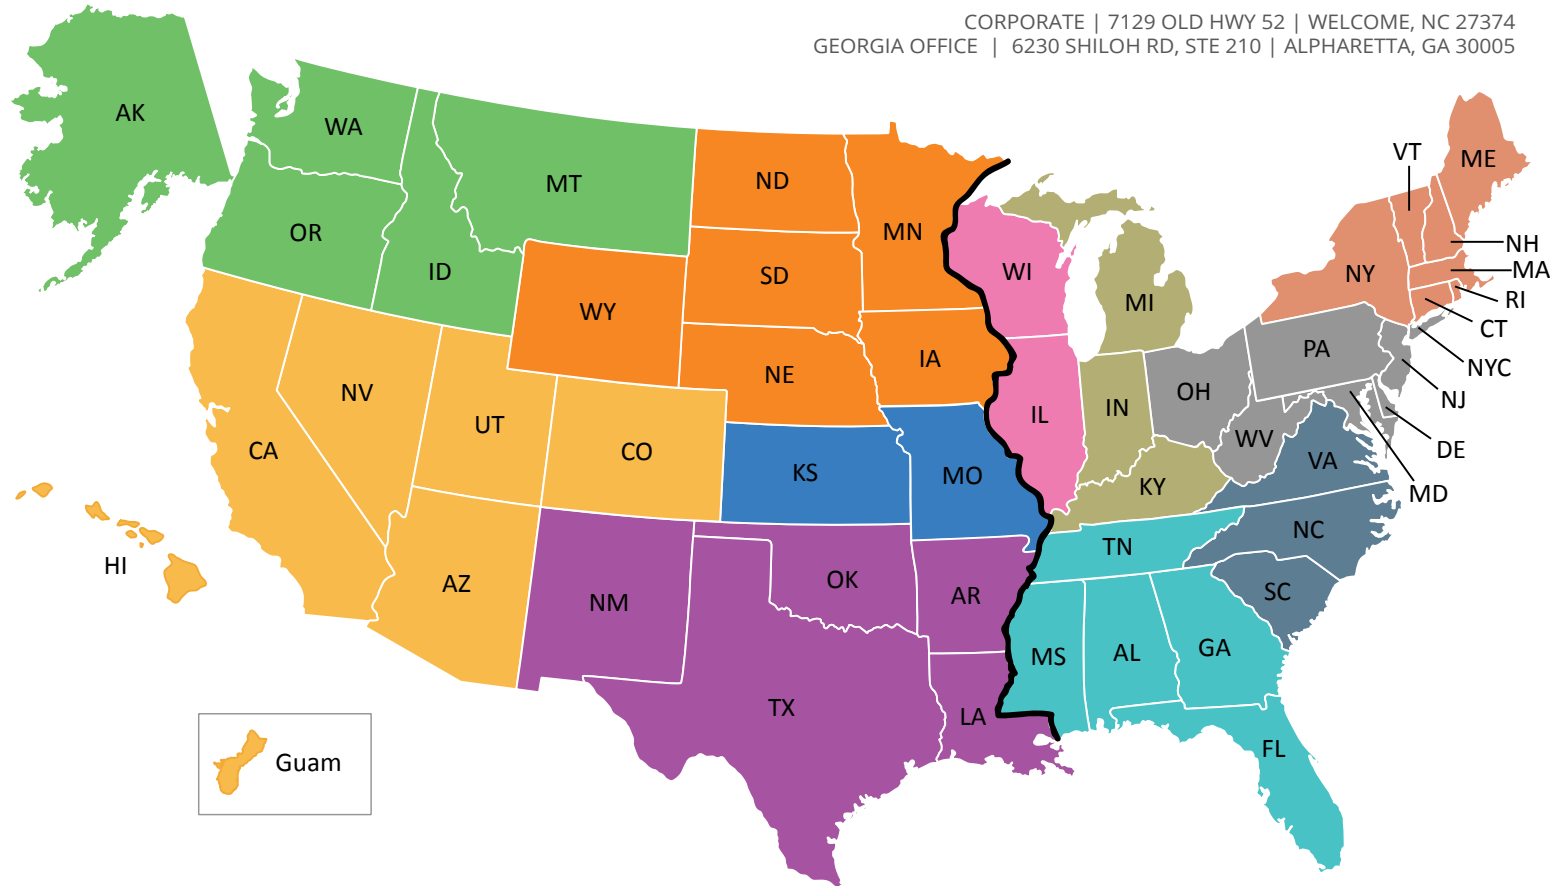 CORPORATE | 7129 OLD HWY 52 | WELCOME, NC 27374
GEORGIA OFFICE | 6230 SHILOH RD, STE 210 | ALPHARETTA, GA 30005
AK
WA
MT
ND
MN
VT
ME
OR
ID
SD
WI
MI
NY
NH
MA
RI
CT
NYC
NJ
DE
MD
WY
NE
IA
PA
OH
IN
IL
WV
VA
NV
UT
CO
CA
KS
MO
KY
NC
TN
SC
HI
AZ
NM
OK
AR
MS
AL
GA
TX
LA
FL
Guam